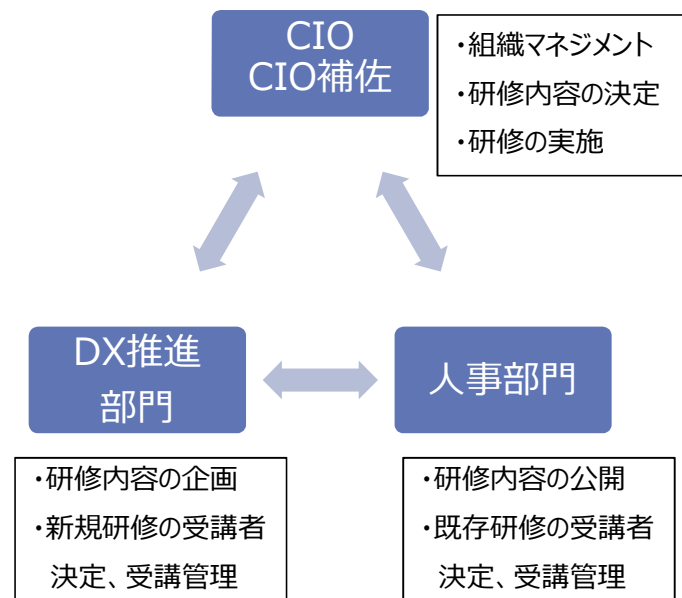 CIO
CIO補佐
・組織マネジメント
・研修内容の決定
・研修の実施
DX推進
部門
人事部門
・研修内容の企画
・新規研修の受講者
決定、受講管理
・研修内容の公開
・既存研修の受講者
決定、受講管理